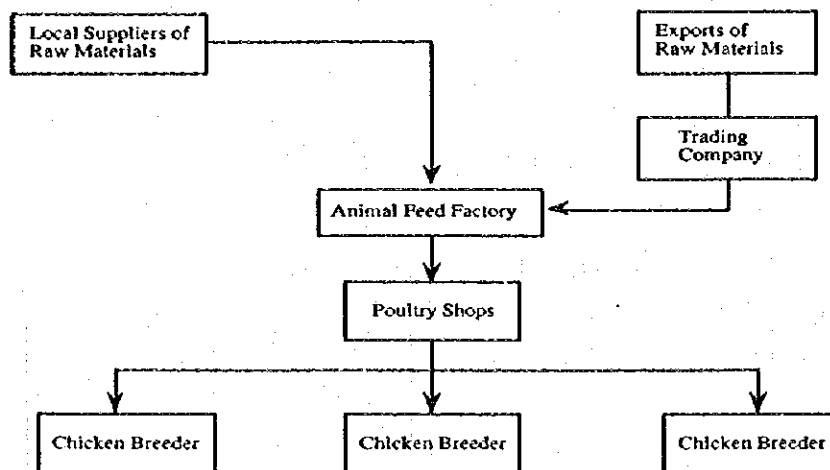 Local Suppliers of
Raw Materials
Exports of
Raw Materials
Trading
Company
Animal Feed Factory
Poultry Shops
Chicken Breeder
Chicken Breeder
Chicken Breeder